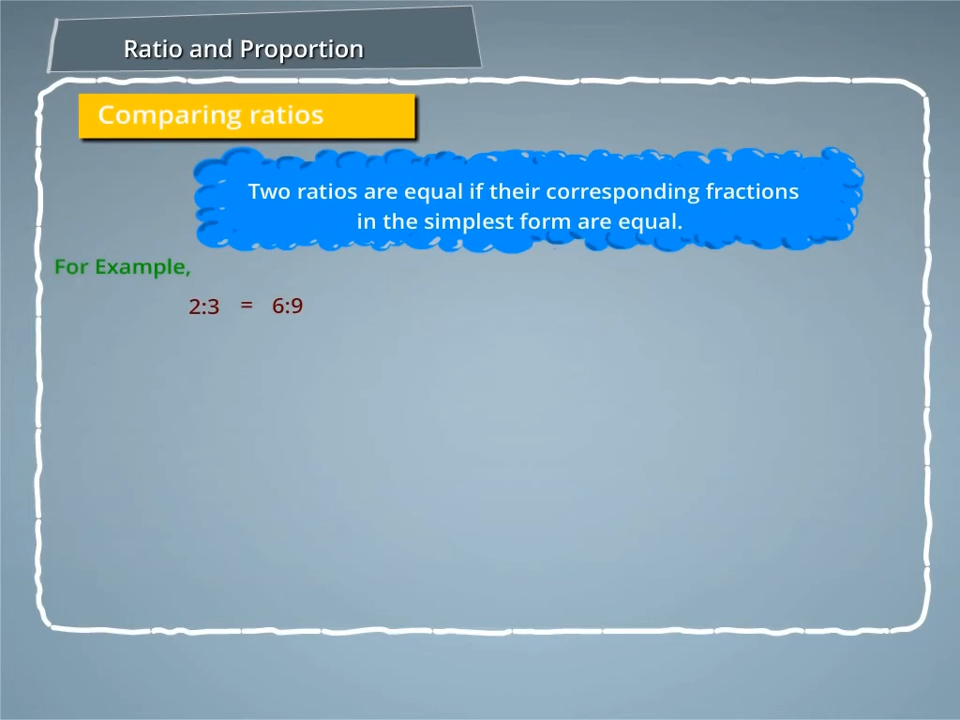 Ratio and Proportion
Comparing ratios
Two ratios are equal if their corresponding fractions
in the simplest form are equal.
For Example,
2:3 = 6:9